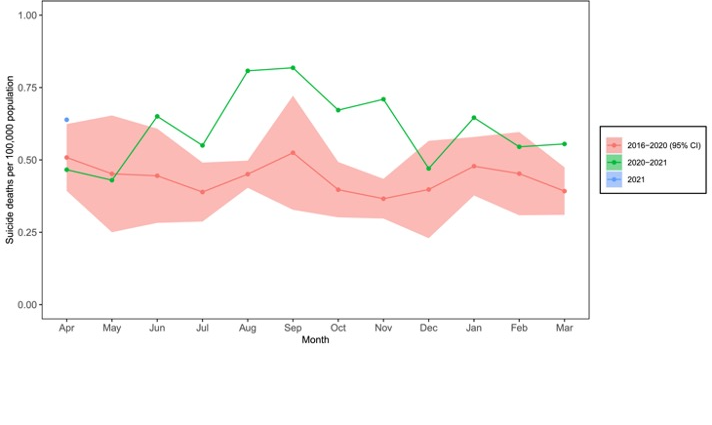 1.00
0.75
0.50
0.25
0.00
Suicide deaths per 100,000 population
Apr May Jun Jul Aug Sep Oct Nov Dec Jan Feb Mar
Month
2016−2020 (95% CI)
2020−2021
2021